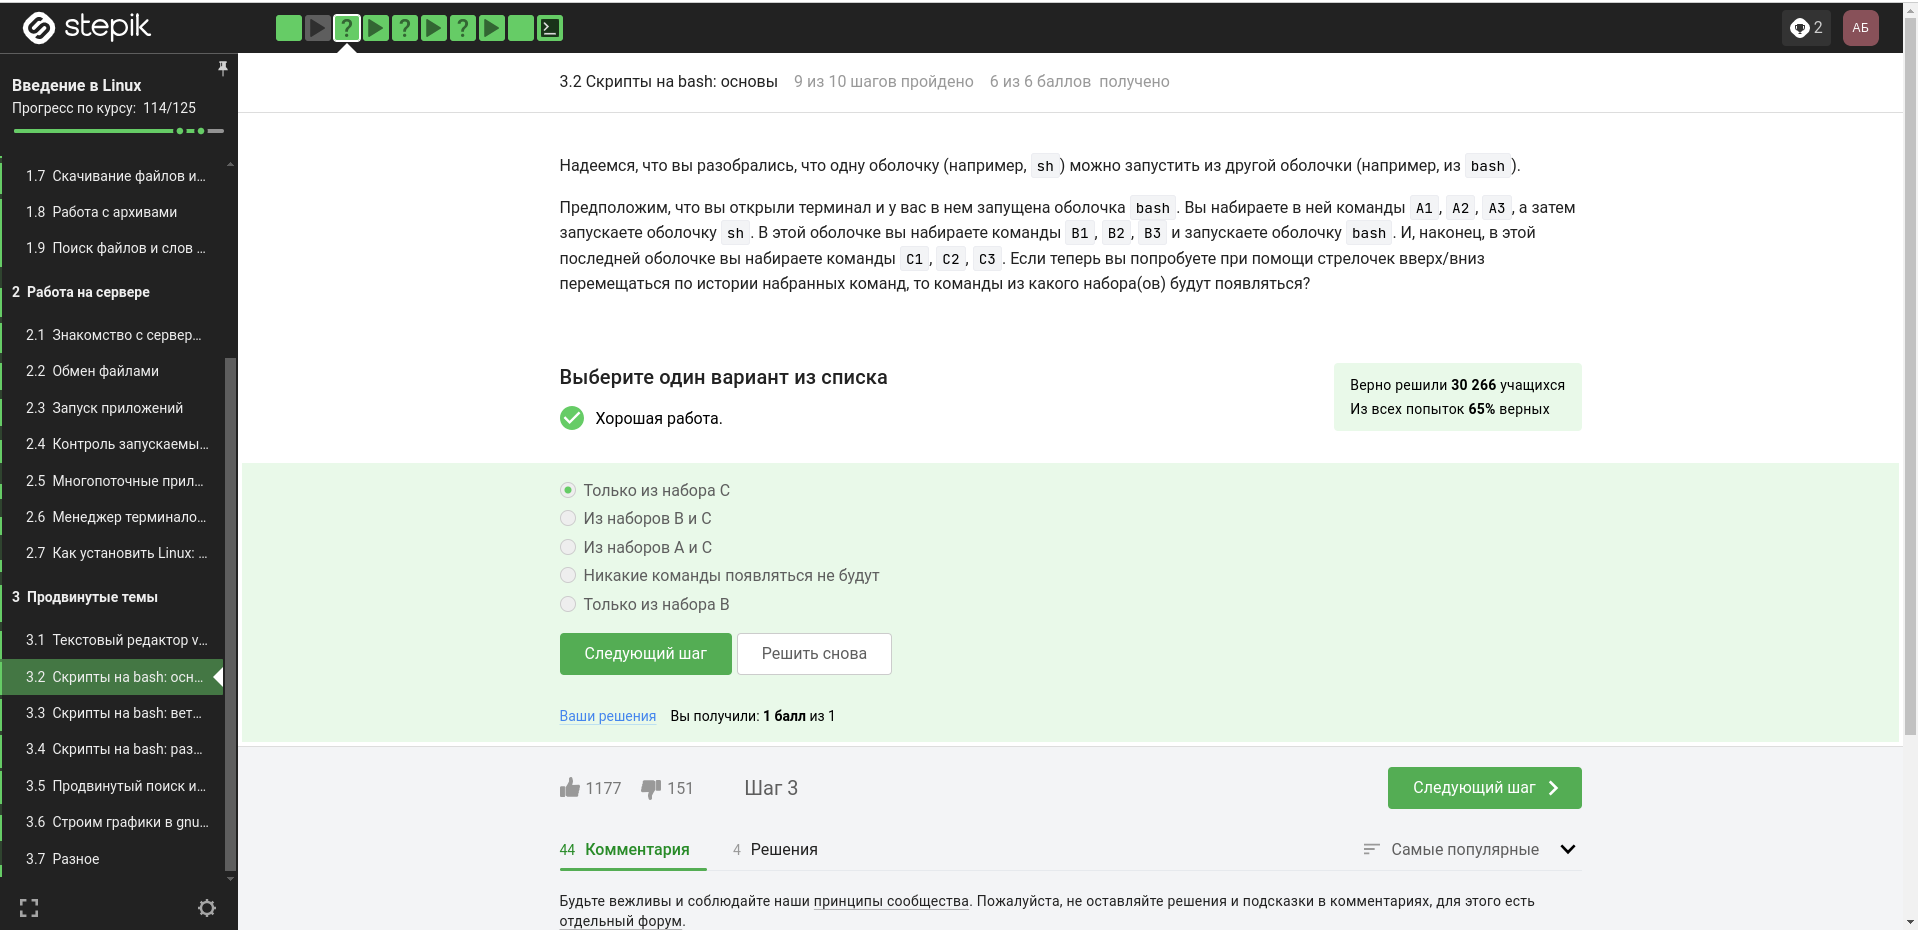 stepik
2
АБ
Введение в Linux
Прогресс по курсу: 114/125
1.7 Скачивание файлов и...
1.8 Работа с архивами
1.9 Поиск файлов и слов ...
2 Работа на сервере
2.1 Знакомство с сервер...
2.2 Обмен файлами
2.3 Запуск приложений
2.4 Контроль запускаемы...
2.5 Многопоточные прил...
2.6 Менеджер терминало...
2.7 Как установить Linux: ...
3 Продвинутые темы
3.1 Текстовый редактор v...
3.2 Скрипты на bash: осн...
3.3 Скрипты на bash: вет...
3.4 Скрипты на bash: раз...
3.5 Продвинутый поиск и...
3.6 Строим графики в gnu...
3.7 Разное
3.2 Скрипты на bash: основы 9 из 10 шагов пройдено 6 из 6 баллов получено
Надеемся, что вы разобрались, что одну оболочку (например, sh ) можно запустить из другой оболочки (например, из bash ).
Предположим, что вы открыли терминал и у вас в нем запущена оболочка bash . Вы набираете в ней команды A1 , A2 , A3 , а затем
запускаете оболочку sh . В этой оболочке вы набираете команды B1 , B2 , B3 и запускаете оболочку bash . И, наконец, в этой
последней оболочке вы набираете команды C1 , C2 , C3 . Если теперь вы попробуете при помощи стрелочек вверх/вниз
перемещаться по истории набранных команд, то команды из какого набора(ов) будут появляться?
Выберите один вариант из списка
Хорошая работа.
Верно решили 30 266 учащихся
Из всех попыток 65% верных
Только из набора C
Из наборов B и C
Из наборов A и C
Никакие команды появляться не будут
Только из набора B
Следующий шаг Решить снова
Ваши решения Вы получили: 1 балл из 1
1177 151 Шаг 3 Следующий шаг
44 Комментария 4 Решения Самые популярные
Будьте вежливы и соблюдайте наши принципы сообщества. Пожалуйста, не оставляйте решения и подсказки в комментариях, для этого есть
отдельный форум.